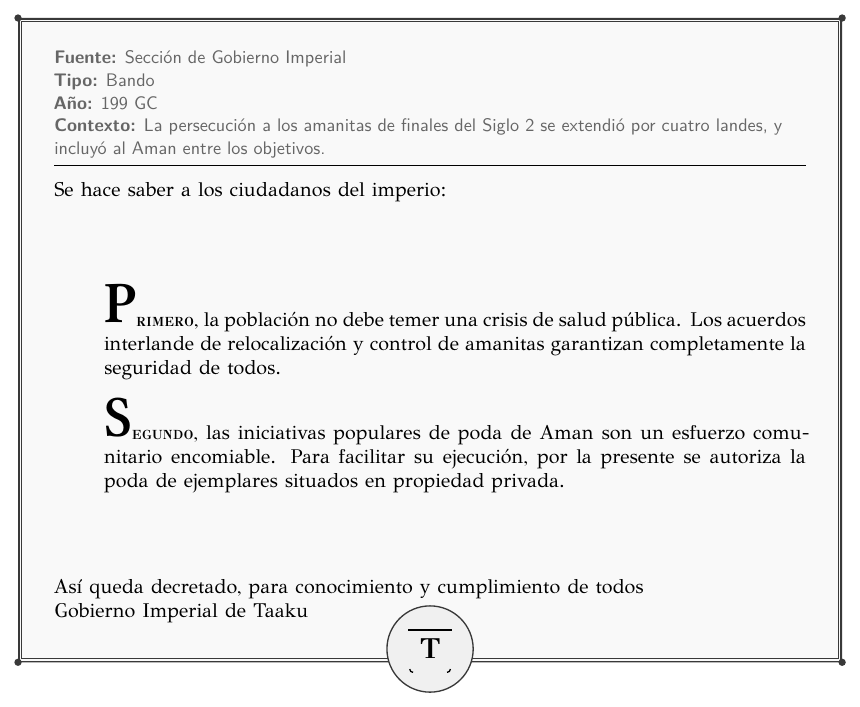 Fuente: Sección de Gobierno Imperial
Tipo: Bando
Año: 199 GC
Contexto: La persecución a los amanitas de finales del Siglo 2 se extendió por cuatro landes, y
incluyó al Aman entre los objetivos.
Se hace saber a los ciudadanos del imperio:
PRIMERO, la población no debe temer una crisis de salud pública. Los acuerdos
interlande de relocalización y control de amanitas garantizan completamente la
seguridad de todos.
SEGUNDO, las iniciativas populares de poda de Aman son un esfuerzo comu-
nitario encomiable. Para facilitar su ejecución, por la presente se autoriza la
poda de ejemplares situados en propiedad privada.
Así queda decretado, para conocimiento y cumplimiento de todos
Gobierno Imperial de Taaku
T